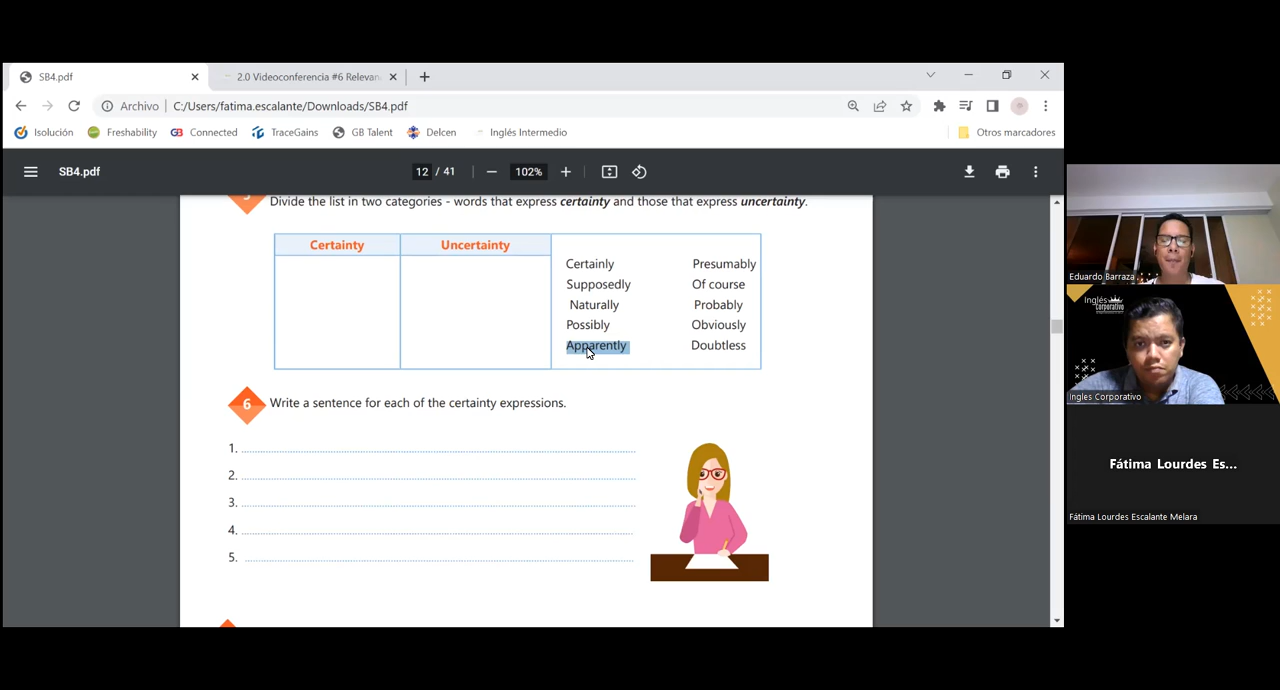 SB4.pdf
2.0 Videoconferencia #6 Relevan
Archivo | C:/Users/fatima.escalante/Downloads/SB4.pdf
Isolución Freshability GB Connected TraceGains GB Talent Delcen Inglés Intermedio Otros marcadores
SB4.pdf 12 / 41 102%
5 Divide the list in two categories - words that express certainty and those that express uncertainty.
Certainty Uncertainty
Certainly Presumably
Supposedly Of course
Naturally Probably
Possibly Obviously
Apparently Doubtless
6 Write a sentence for each of the certainty expressions.
1.
2.
3.
4.
5.
Eduardo Barraza
Inglés
Corporativo
Ingles Corporativo
Fátima Lourdes Es...
Fátima Lourdes Escalante Melara